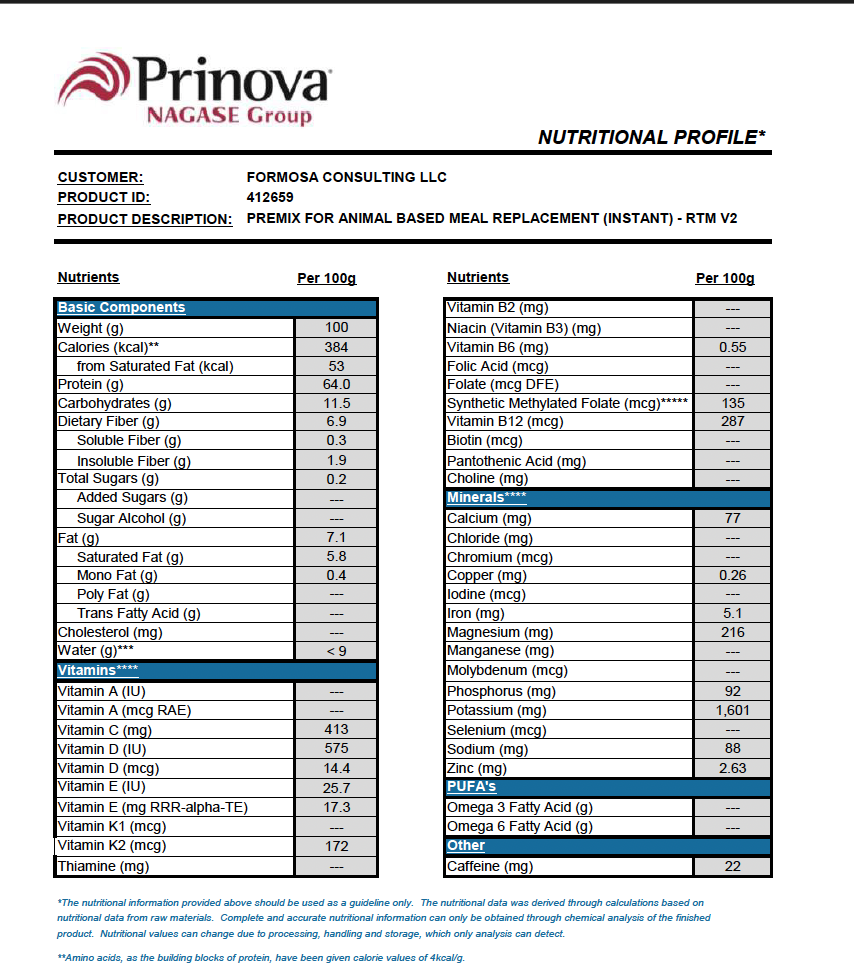 Prinova
NAGASE Group
NUTRITIONAL PROFILE*
CUSTOMER: FORMOSA CONSULTING LLC
PRODUCT ID: 412659
PRODUCT DESCRIPTION: PREMIX FOR ANIMAL BASED MEAL REPLACEMENT (INSTANT) - RTM V2
Nutrients Per 100g
Basic Components
Weight (g) 100
Calories (kcal)** 384
from Saturated Fat (kcal) 53
Protein (g) 64.0
Carbohydrates (g) 11.5
Dietary Fiber (g) 6.9
Soluble Fiber (g) 0.3
Insoluble Fiber (g) 1.9
Total Sugars (g) 0.2
Added Sugars (g) ---
Sugar Alcohol (g) ---
Fat (g) 7.1
Saturated Fat (g) 5.8
Mono Fat (g) 0.4
Poly Fat (g) ---
Trans Fatty Acid (g) ---
Cholesterol (mg) ---
Water (g)*** < 9
Vitamins****
Vitamin A (IU) ---
Vitamin A (mcg RAE) ---
Vitamin C (mg) 413
Vitamin D (IU) 575
Vitamin D (mcg) 14.4
Vitamin E (IU) 25.7
Vitamin E (mg RRR-alpha-TE) 17.3
Vitamin K1 (mcg) ---
Vitamin K2 (mcg) 172
Thiamine (mg) ---
Nutrients Per 100g
Vitamin B2 (mg) ---
Niacin (Vitamin B3) (mg) ---
Vitamin B6 (mg) 0.55
Folic Acid (mcg) ---
Folate (mcg DFE) ---
Synthetic Methylated Folate (mcg)***** 135
Vitamin B12 (mcg) 287
Biotin (mcg) ---
Pantothenic Acid (mg) ---
Choline (mg) ---
Minerals****
Calcium (mg) 77
Chloride (mg) ---
Chromium (mcg) ---
Copper (mg) 0.26
Iodine (mcg) ---
Iron (mg) 5.1
Magnesium (mg) 216
Manganese (mg) ---
Molybdenum (mcg) ---
Phosphorus (mg) 92
Potassium (mg) 1,601
Selenium (mcg) ---
Sodium (mg) 88
Zinc (mg) 2.63
PUFA's
Omega 3 Fatty Acid (g) ---
Omega 6 Fatty Acid (g) ---
Other
Caffeine (mg) 22
*The nutritional information provided above should be used as a guideline only. The nutritional data was derived through calculations based on
nutritional data from raw materials. Complete and accurate nutritional information can only be obtained through chemical analysis of the finished
product. Nutritional values can change due to processing, handling and storage, which only analysis can detect.
**Amino acids, as the building blocks of protein, have been given calorie values of 4kcal/g.